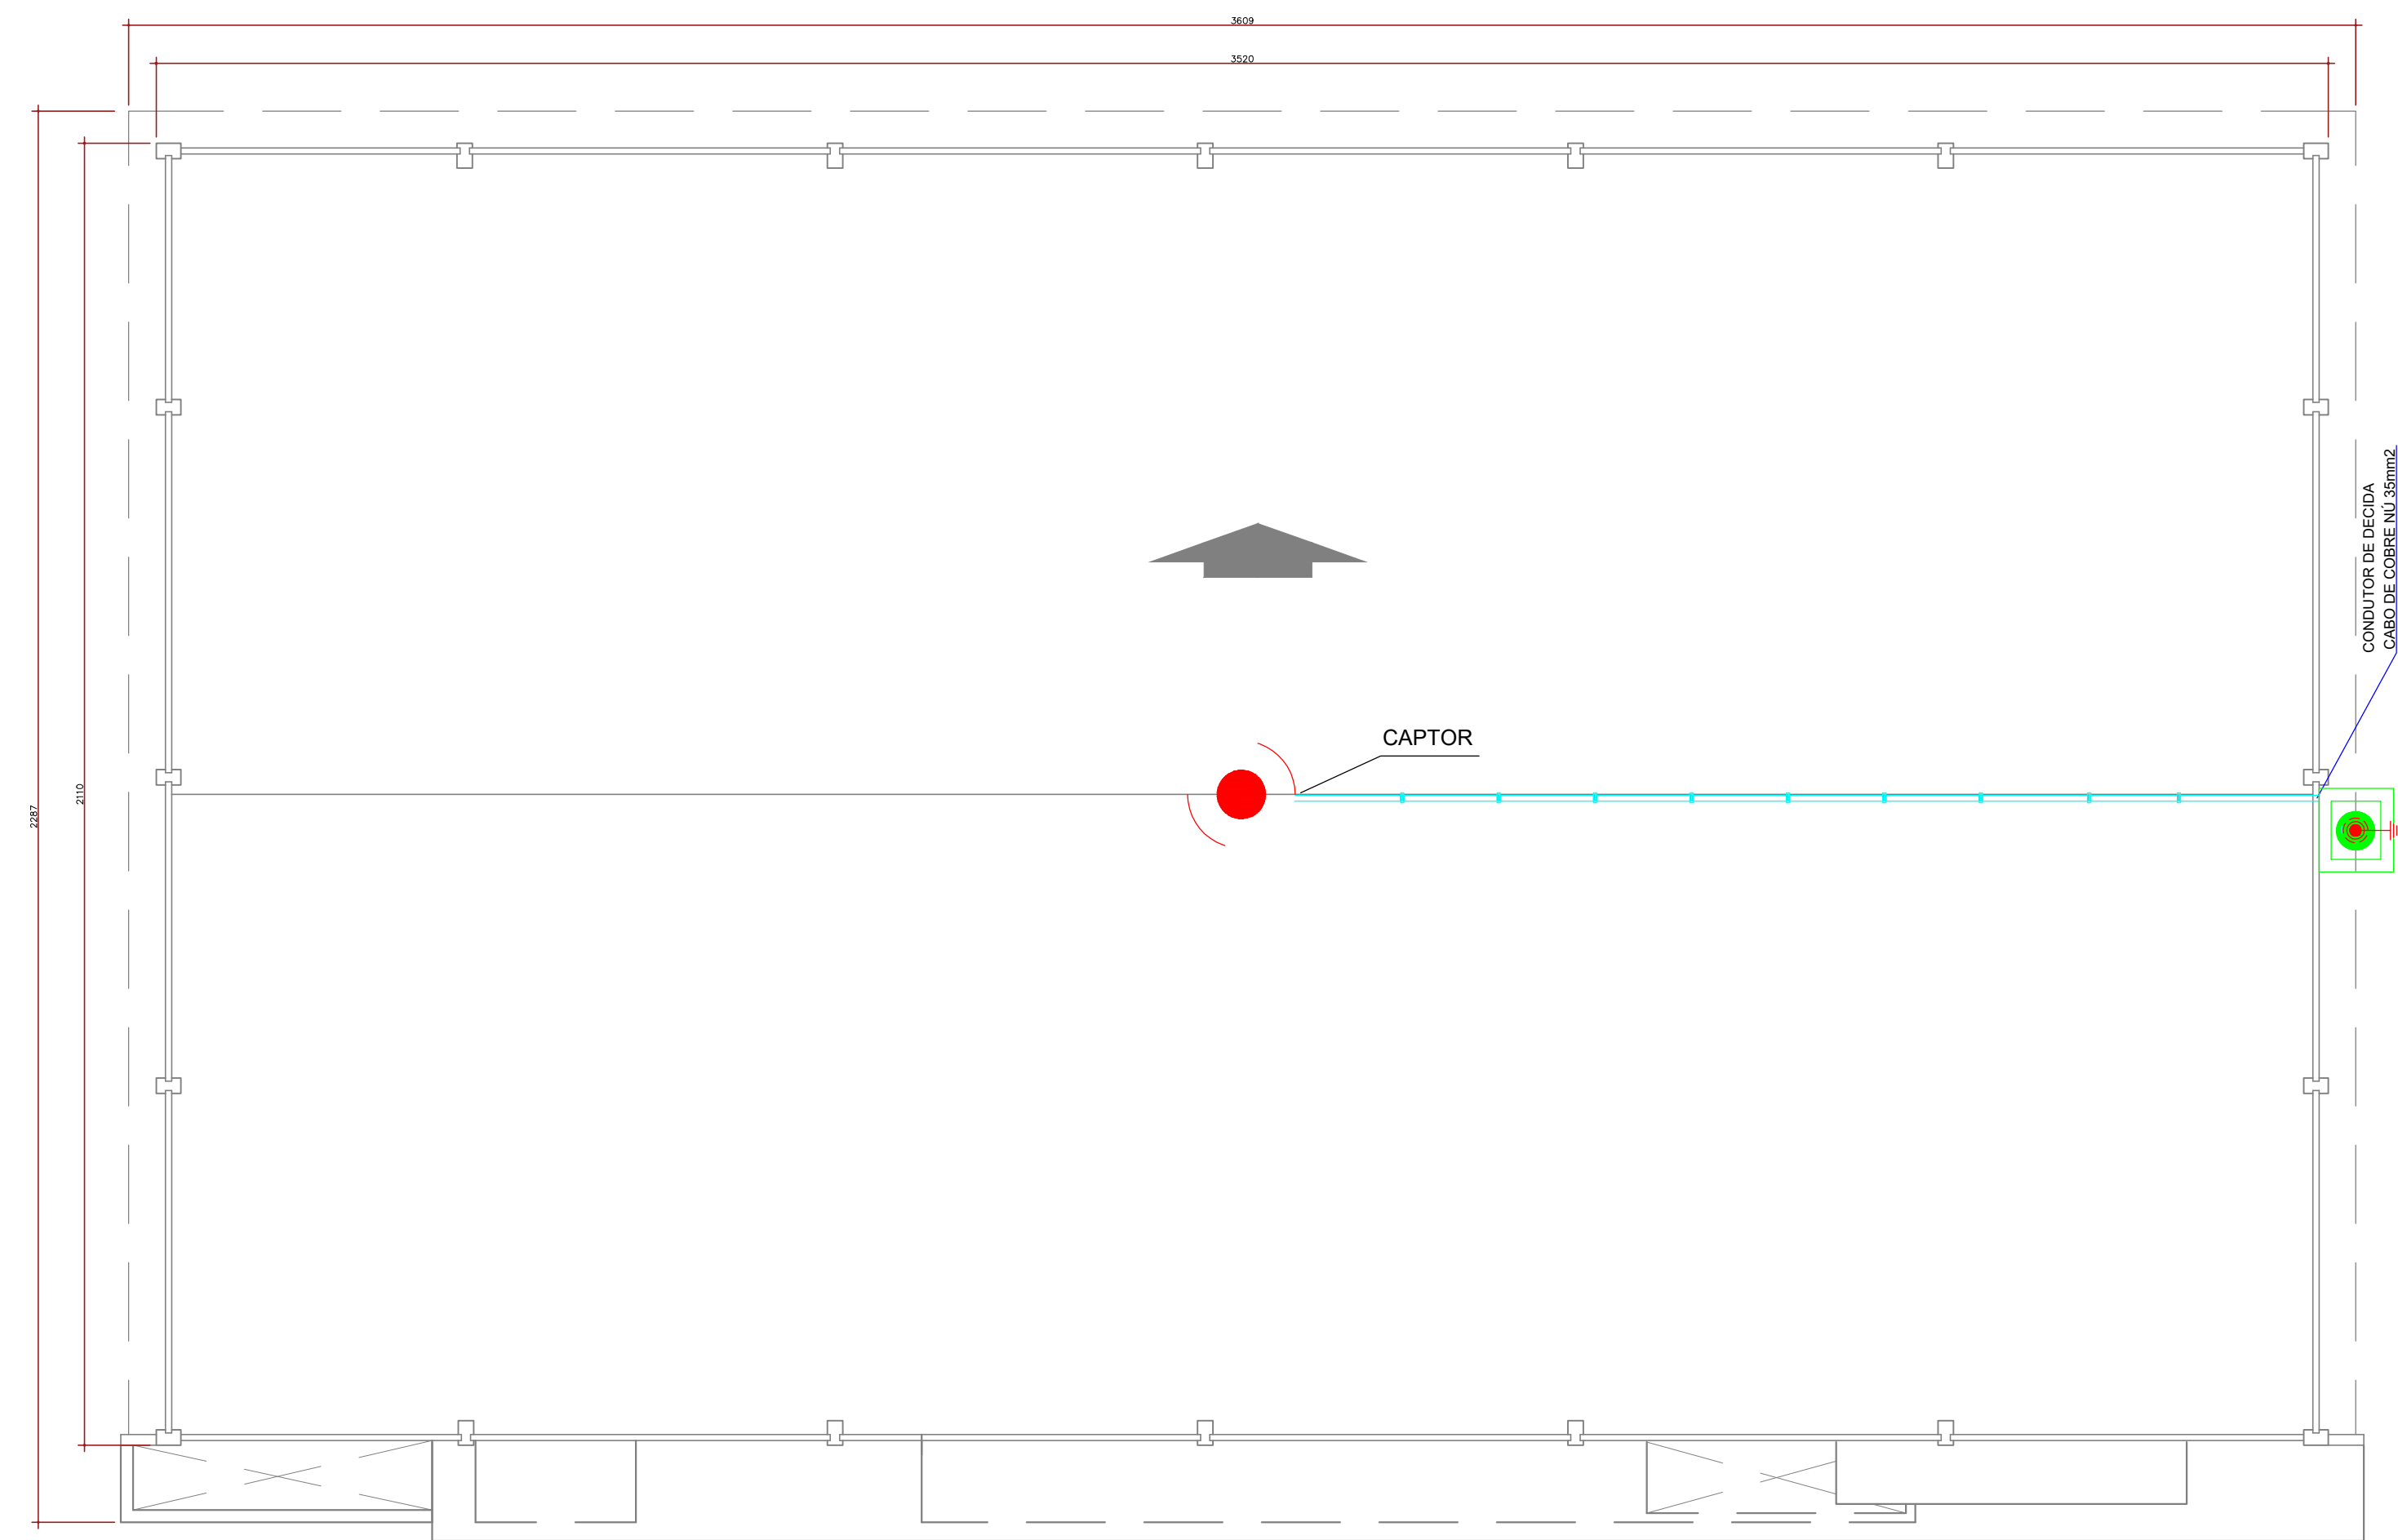 3609
3520
2287
2110
CONDUTOR DE DECIDA
CABO DE COBRE NÚ 35mm2
CAPTOR